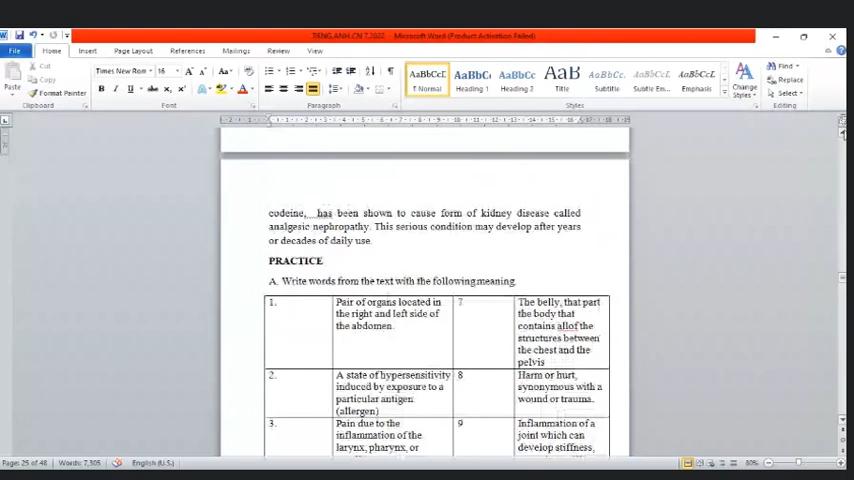 TIENG.ANH.CN 7.2022 - Microsoft Word (Product Activation Failed)
File Home Insert Page Layout References Mailings Review View
Paste
Cut
Copy
Format Painter
Clipboard
Times New Rom 16
Font
Paragraph
AaBbCcI AaBbCc AaBbCc AaB AaBbCc. AaBbCcL AaBbCcL
¶ Normal Heading 1 Heading 2 Title Subtitle Subtle Em... Emphasis
Styles
Change
Styles
Find
Replace
Select
Editing
codeine, has been shown to cause form of kidney disease called
analgesic nephropathy. This serious condition may develop after years
or decades of daily use.
PRACTICE
A. Write words from the text with the following meaning.
1. Pair of organs located in
the right and left side of
the abdomen.
7 The belly, that part
the body that
contains allof the
structures between
the chest and the
pelvis
2. A state of hypersensitivity
induced by exposure to a
particular antigen
(allergen)
8 Harm or hurt,
synonymous with a
wound or trauma.
3. Pain due to the
inflammation of the
larynx, pharynx, or
9 Inflammation of a
joint which can
develop stiffness,
Page: 25 of 48 Words: 7,305 English (U.S.) 80%